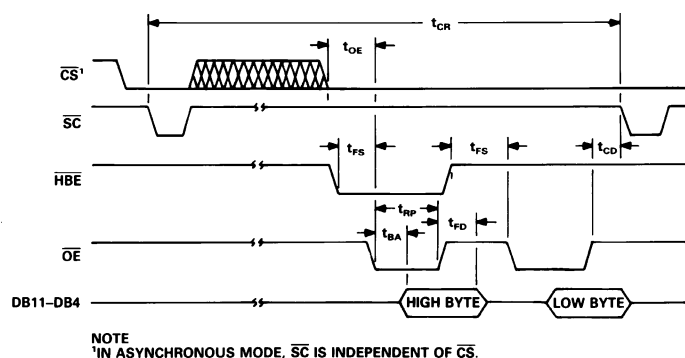 tCR
tOE
CS¹
SC
tFS
tFS
tCD
HBE
tRP
tBA
tFD
OE
DB11–DB4
HIGH BYTE
LOW BYTE
NOTE
¹IN ASYNCHRONOUS MODE, SC IS INDEPENDENT OF CS.